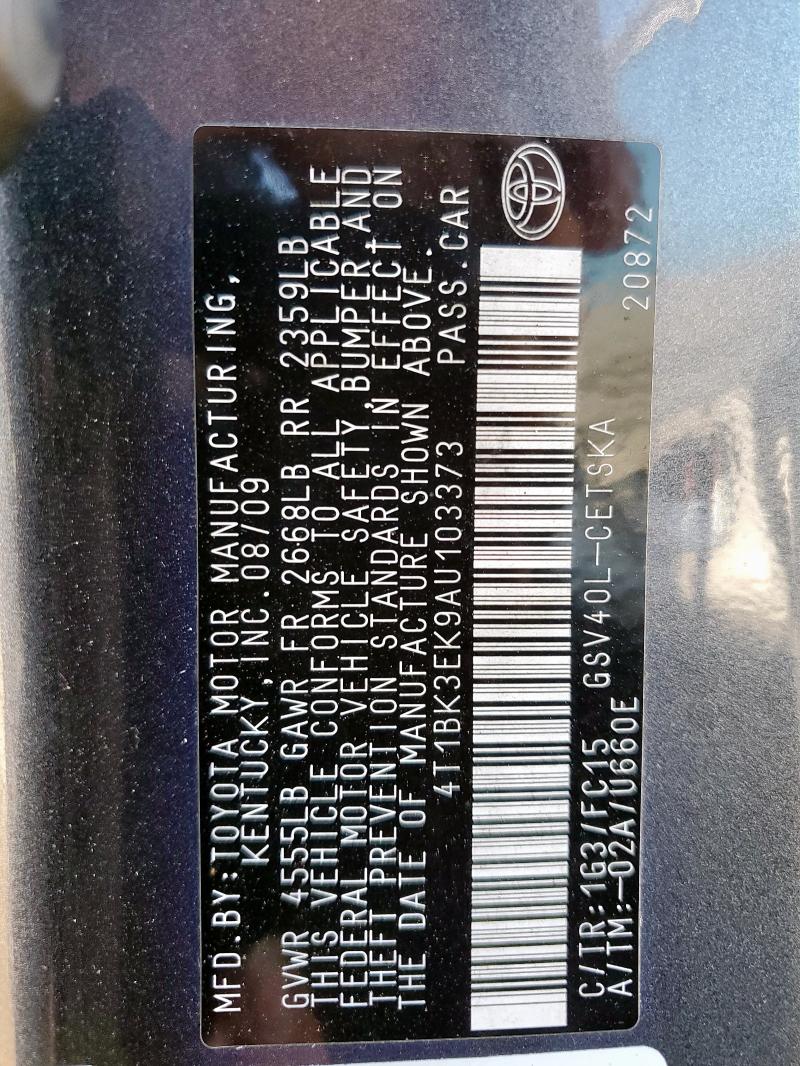 MFD.BY:TOYOTA MOTOR MANUFACTURING,
KENTUCKY,INC.08/09
GVWR 4555LB GAWR FR 2668LB RR 2359LB
THIS VEHICLE CONFORMS TO ALL APPLICABLE
FEDERAL MOTOR VEHICLE SAFETY, BUMPER, AND
THEFT PREVENTION STANDARDS IN EFFECT ON
THE DATE OF MANUFACTURE SHOWN ABOVE.
4T1BK3EK9AU103373 PASS.CAR
C/TR:1G3/FC15 GSV40L-CETSKA 20872
A/TM:-02A/U660E